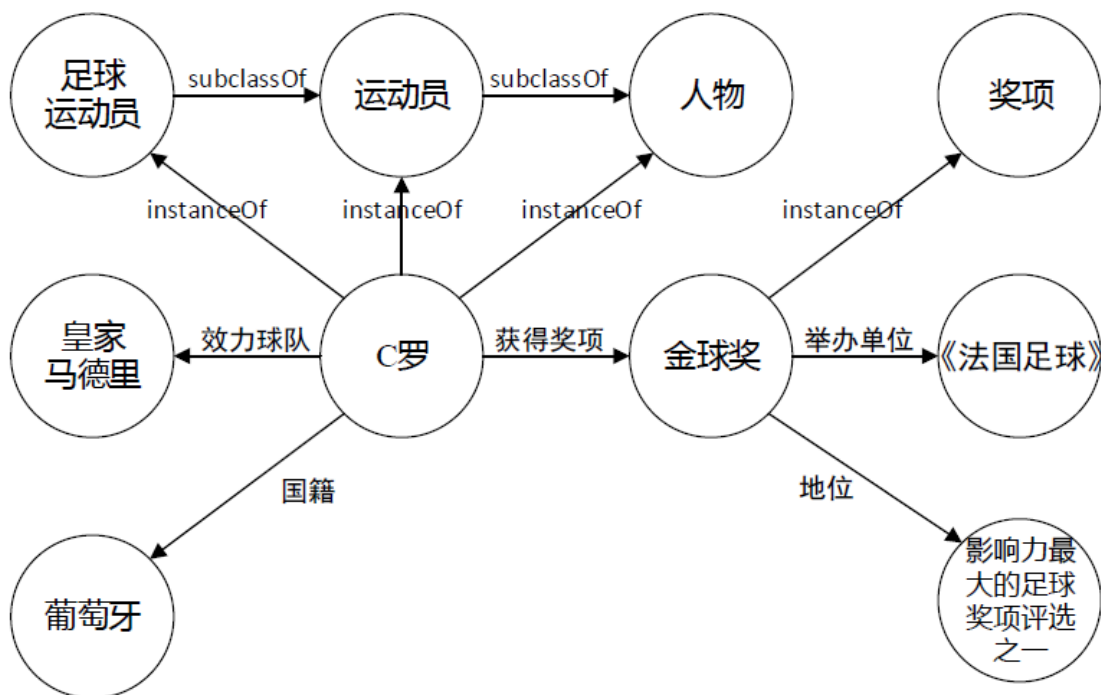 足球
运动员
subclassOf
运动员
subclassOf
人物
奖项
instanceOf
instanceOf
instanceOf
instanceOf
皇家
马德里
效力球队
C罗
获得奖项
金球奖
举办单位
《法国足球》
国籍
地位
葡萄牙
影响力最
大的足球
奖项评选
之一